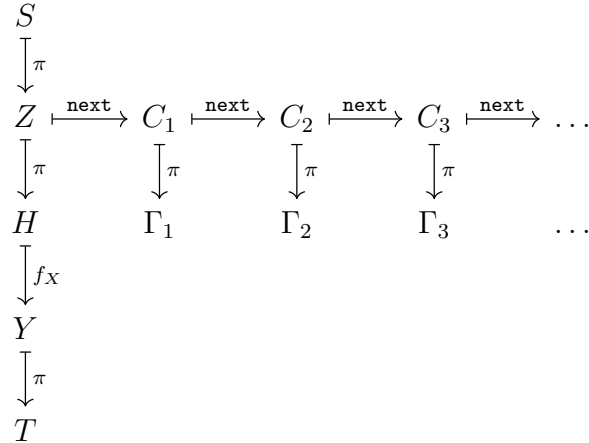 S
π
Z next C₁ next C₂ next C₃ next ...
π π π π
H Γ₁ Γ₂ Γ₃ ...
f_X
Y
π
T